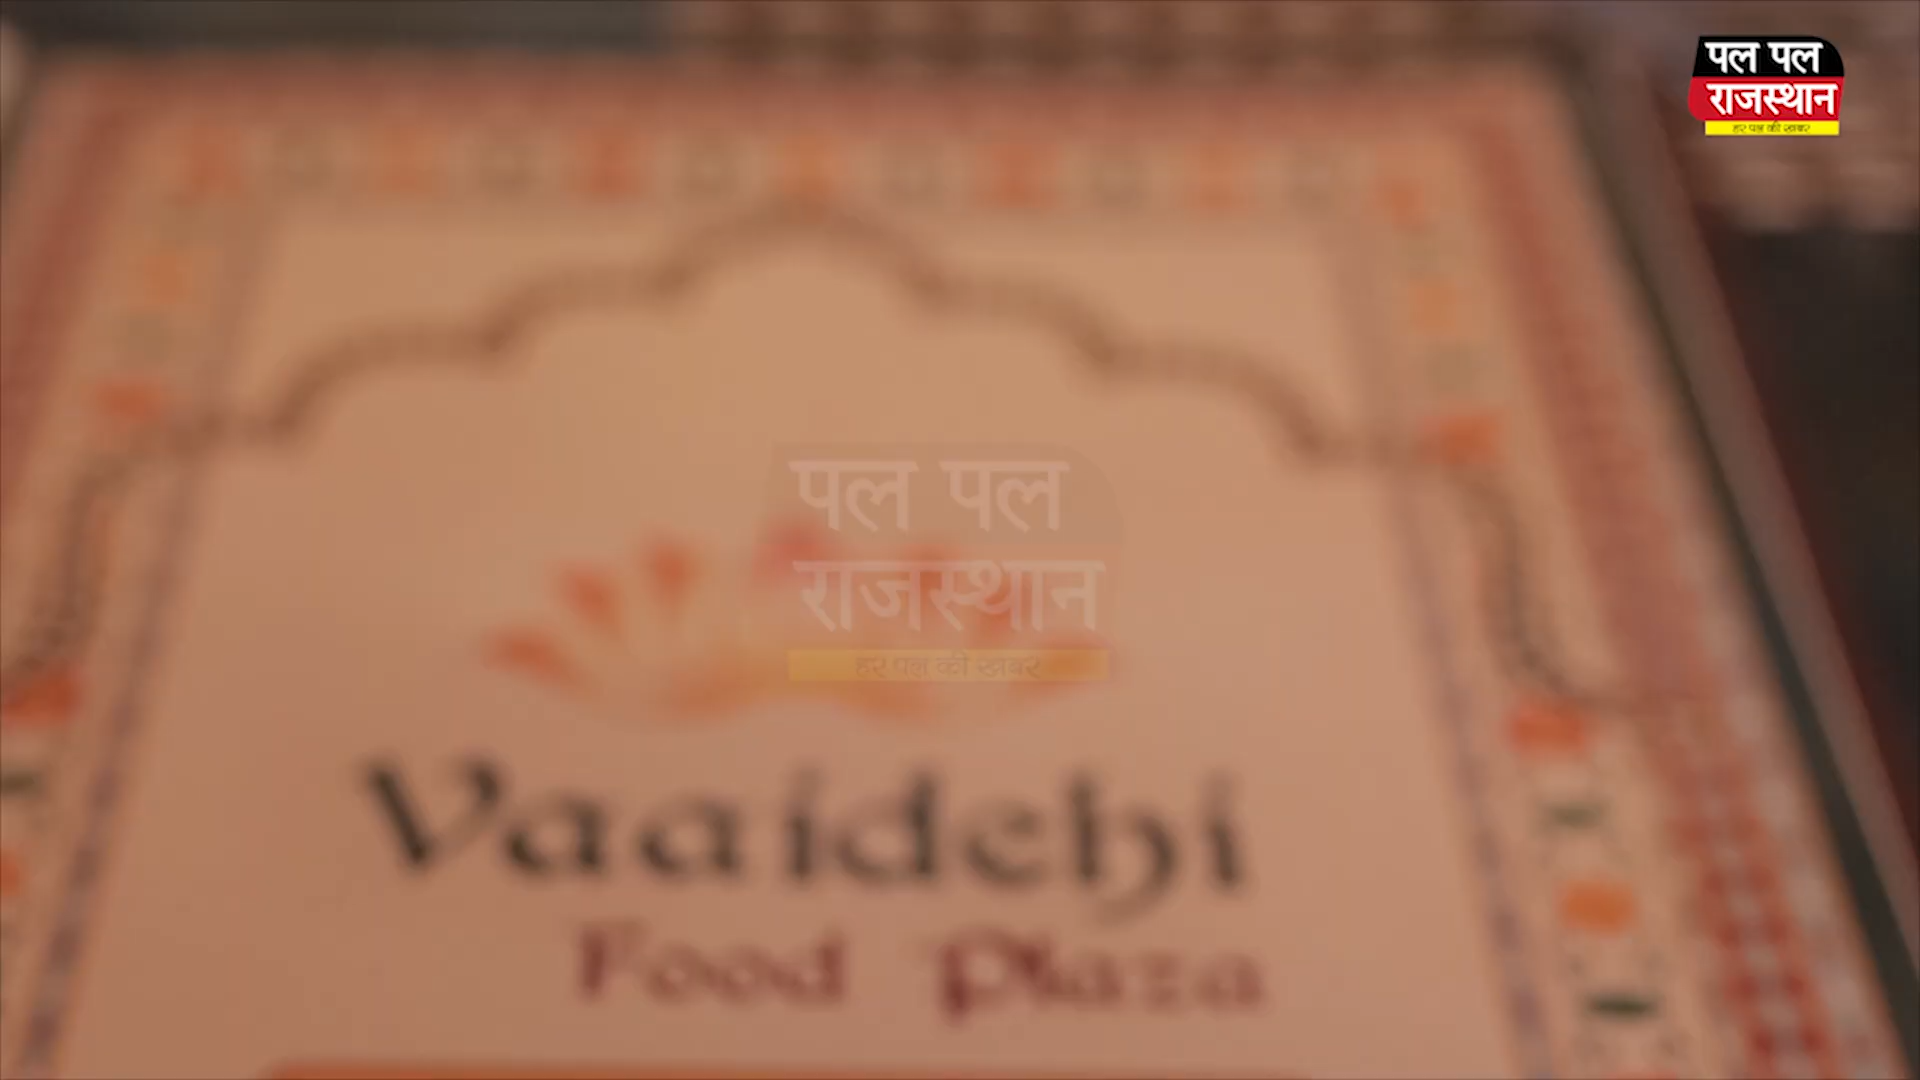 पल पल
राजस्थान
हर पल की खबर
पल पल
राजस्थान
हर पल की खबर
Vaaidehi
Food Plaza